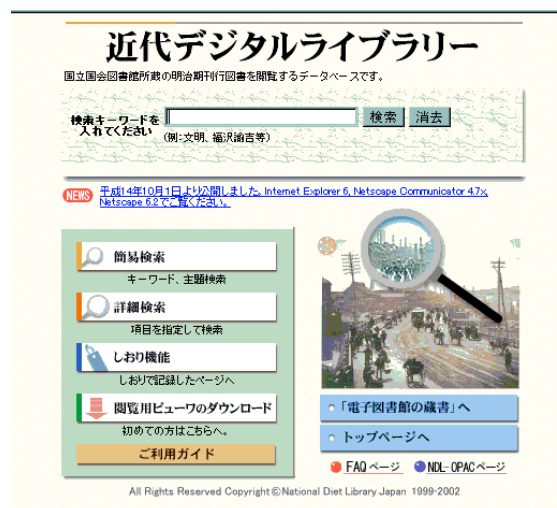 近代デジタルライブラリー
国立国会図書館所蔵の明治期刊行図書を閲覧するデータベースです。
検索キーワードを
入れてください
検索
消去
(例:文明、福沢諭吉等)
NEWS
平成14年10月1日より公開しました。Internet Explorer 6, Netscape Communicator 4.7x,
Netscape 6.2でご覧ください。
簡易検索
キーワード、主題検索
詳細検索
項目を指定して検索
しおり機能
しおりで記録したページへ
閲覧用ビューワのダウンロード
初めての方はこちらへ。
ご利用ガイド
「電子図書館の蔵書」へ
トップページへ
FAQ ページ
NDL-OPACページ
All Rights Reserved Copyright©National Diet Library Japan 1999-2002